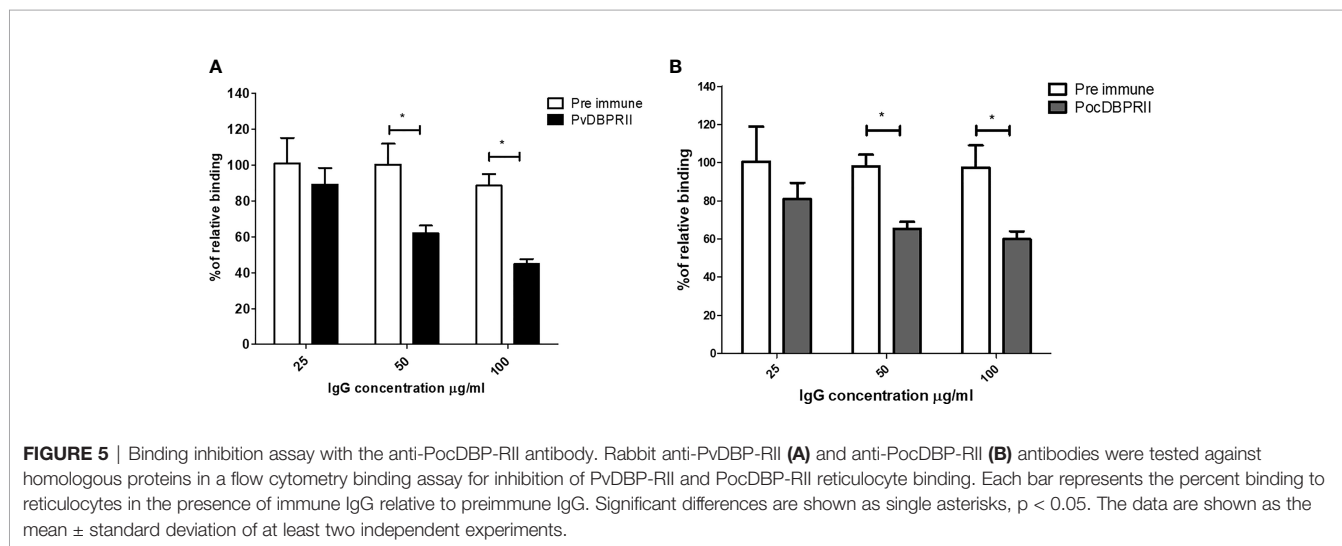 A
140
120
100
80
60
40
20
0
%of relative binding
Pre immune
PvDBPRII
*
*
25
50
100
IgG concentration µg/ml
B
140
120
100
80
60
40
20
0
%of relative binding
Pre immune
PocDBPRII
*
*
25
50
100
IgG concentration µg/ml
FIGURE 5 | Binding inhibition assay with the anti-PocDBP-RII antibody. Rabbit anti-PvDBP-RII (A) and anti-PocDBP-RII (B) antibodies were tested against
homologous proteins in a flow cytometry binding assay for inhibition of PvDBP-RII and PocDBP-RII reticulocyte binding. Each bar represents the percent binding to
reticulocytes in the presence of immune IgG relative to preimmune IgG. Significant differences are shown as single asterisks, p < 0.05. The data are shown as the
mean ± standard deviation of at least two independent experiments.